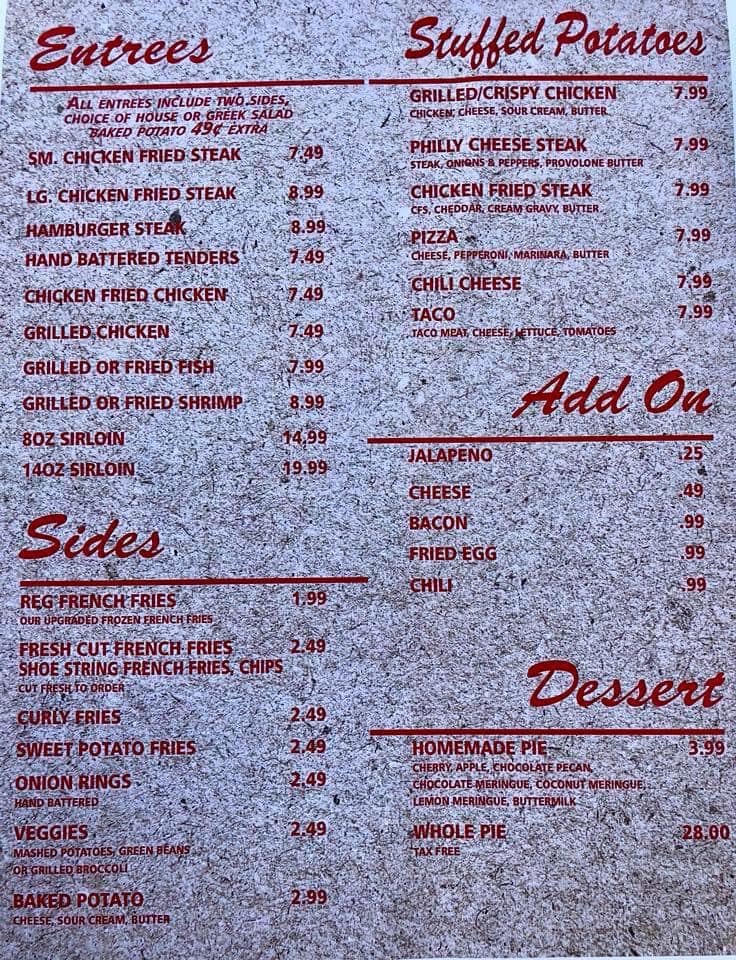 Entrees
ALL ENTREES INCLUDE TWO SIDES,
CHOICE OF HOUSE OR GREEK SALAD
BAKED POTATO 49¢ EXTRA
SM. CHICKEN FRIED STEAK 7.49
LG. CHICKEN FRIED STEAK 8.99
HAMBURGER STEAK 8.99
HAND BATTERED TENDERS 7.49
CHICKEN FRIED CHICKEN 7.49
GRILLED CHICKEN 7.49
GRILLED OR FRIED FISH 7.99
GRILLED OR FRIED SHRIMP 8.99
8OZ SIRLOIN 14.99
14OZ SIRLOIN 19.99
Sides
REG FRENCH FRIES 1.99
OUR UPGRADED FROZEN FRENCH FRIES
FRESH CUT FRENCH FRIES 2.49
SHOE STRING FRENCH FRIES, CHIPS
CUT FRESH TO ORDER
CURLY FRIES 2.49
SWEET POTATO FRIES 2.49
ONION RINGS 2.49
HAND BATTERED
VEGGIES 2.49
MASHED POTATOES, GREEN BEANS
OR GRILLED BROCCOLI
BAKED POTATO 2.99
CHEESE, SOUR CREAM, BUTTER
Stuffed Potatoes
GRILLED/CRISPY CHICKEN 7.99
CHICKEN, CHEESE, SOUR CREAM, BUTTER
PHILLY CHEESE STEAK 7.99
STEAK, ONIONS & PEPPERS, PROVOLONE BUTTER
CHICKEN FRIED STEAK 7.99
CFS, CHEDDAR, CREAM GRAVY, BUTTER
PIZZA 7.99
CHEESE, PEPPERONI, MARINARA, BUTTER
CHILI CHEESE 7.99
TACO 7.99
TACO MEAT, CHEESE, LETTUCE, TOMATOES
Add On
JALAPENO .25
CHEESE .49
BACON .99
FRIED EGG .99
CHILI .99
Dessert
HOMEMADE PIE 3.99
CHERRY, APPLE, CHOCOLATE PECAN,
CHOCOLATE MERINGUE, COCONUT MERINGUE,
LEMON MERINGUE, BUTTERMILK
WHOLE PIE 28.00
TAX FREE